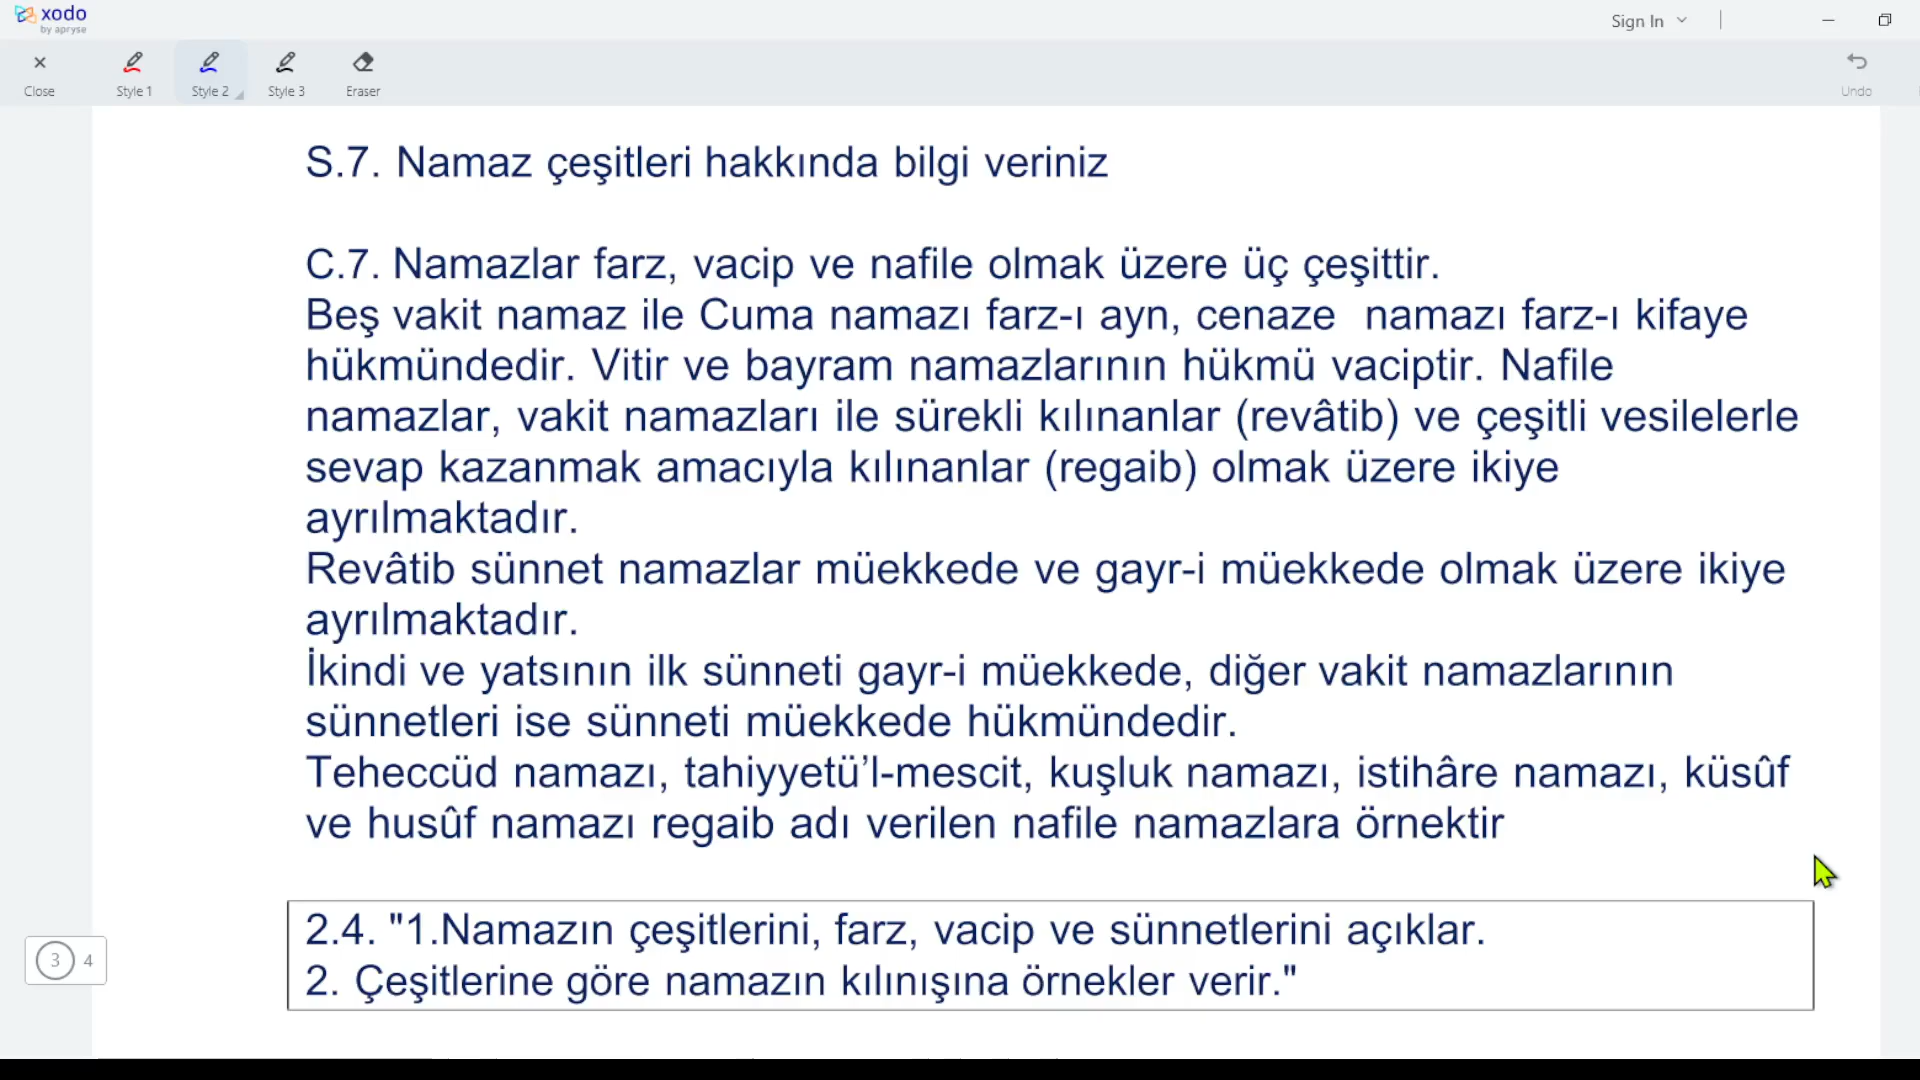 xodo
by apryse
Sign In
Close
Style 1
Style 2
Style 3
Eraser
Undo
S.7. Namaz çeşitleri hakkında bilgi veriniz
C.7. Namazlar farz, vacip ve nafile olmak üzere üç çeşittir.
Beş vakit namaz ile Cuma namazı farz-ı ayn, cenaze  namazı farz-ı kifaye
hükmündedir. Vitir ve bayram namazlarının hükmü vaciptir. Nafile
namazlar, vakit namazları ile sürekli kılınanlar (revâtib) ve çeşitli vesilelerle
sevap kazanmak amacıyla kılınanlar (regaib) olmak üzere ikiye
ayrılmaktadır.
Revâtib sünnet namazlar müekkede ve gayr-i müekkede olmak üzere ikiye
ayrılmaktadır.
İkindi ve yatsının ilk sünneti gayr-i müekkede, diğer vakit namazlarının
sünnetleri ise sünneti müekkede hükmündedir.
Teheccüd namazı, tahiyyetü’l-mescit, kuşluk namazı, istihâre namazı, küsûf
ve husûf namazı regaib adı verilen nafile namazlara örnektir
2.4. "1.Namazın çeşitlerini, farz, vacip ve sünnetlerini açıklar.
2. Çeşitlerine göre namazın kılınışına örnekler verir."
3 4